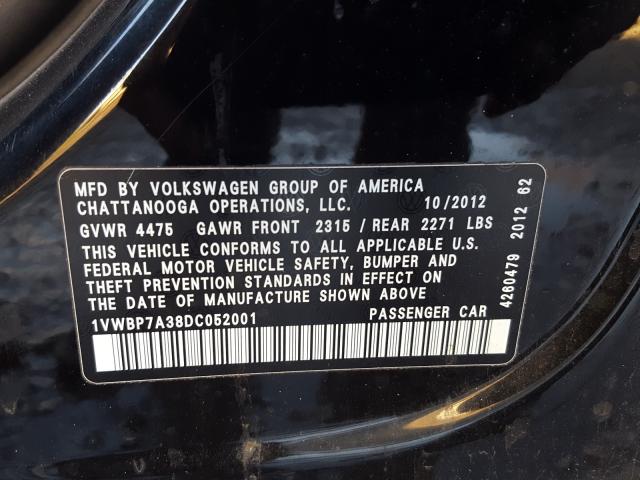 MFD BY VOLKSWAGEN GROUP OF AMERICA
CHATTANOOGA OPERATIONS, LLC. 10/2012
GVWR 4475 GAWR FRONT 2315 / REAR 2271 LBS
THIS VEHICLE CONFORMS TO ALL APPLICABLE U.S.
FEDERAL MOTOR VEHICLE SAFETY, BUMPER AND
THEFT PREVENTION STANDARDS IN EFFECT ON
THE DATE OF MANUFACTURE SHOWN ABOVE
1VWBP7A38DC052001 PASSENGER CAR
4260479 2012 62